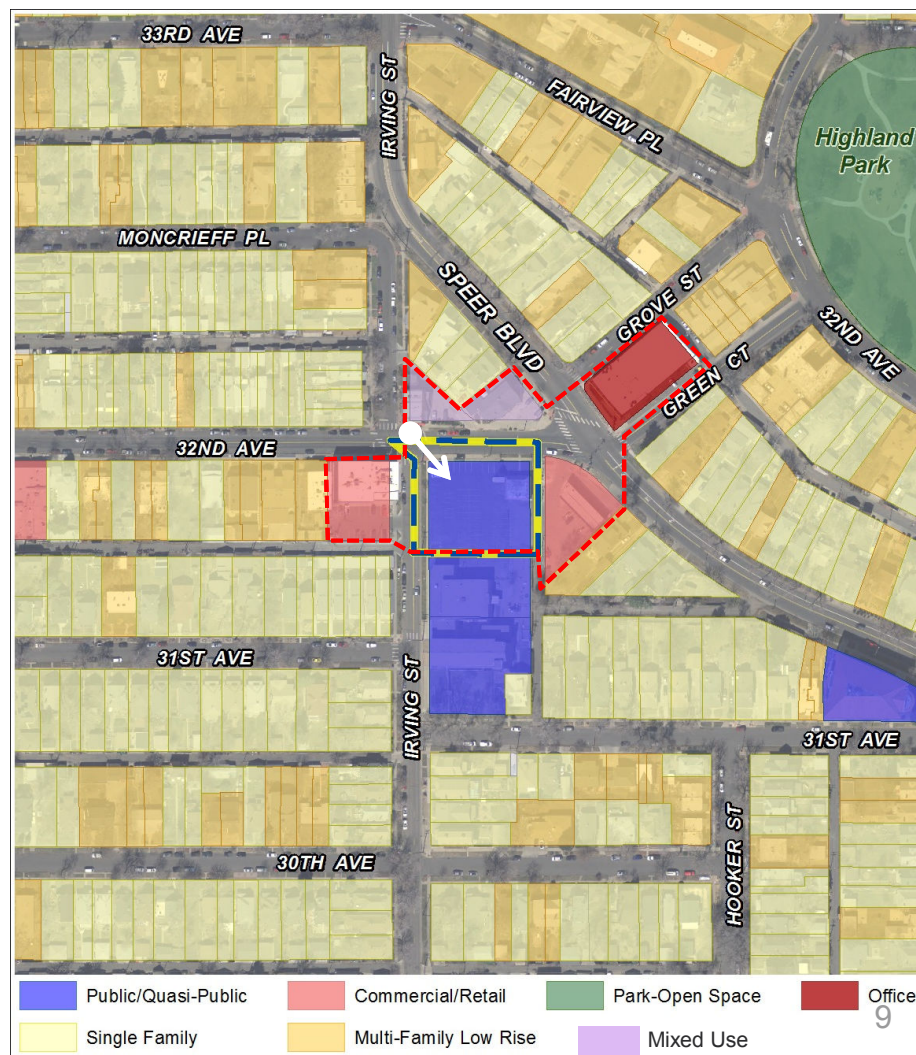 33RD AVE
IRVING ST
FAIRVIEW PL
Highland
Park
MONCRIEFF PL
SPEER BLVD
GROVE ST
32ND AVE
GREEN CT
32ND AVE
31ST AVE
IRVING ST
31ST AVE
HOOKER ST
30TH AVE
Public/Quasi-Public
Commercial/Retail
Park-Open Space
Office
9
Single Family
Multi-Family Low Rise
Mixed Use